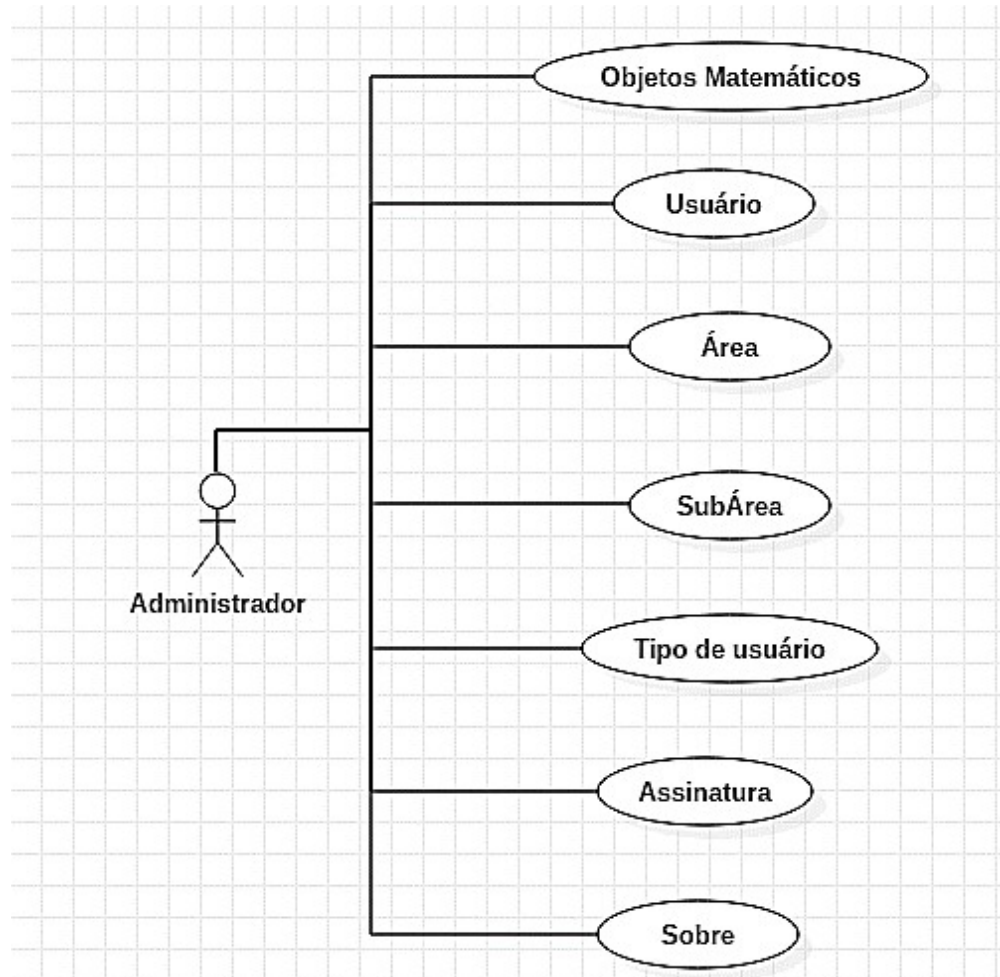 Objetos Matemáticos
Usuário
Área
SubÁrea
Administrador
Tipo de usuário
Assinatura
Sobre